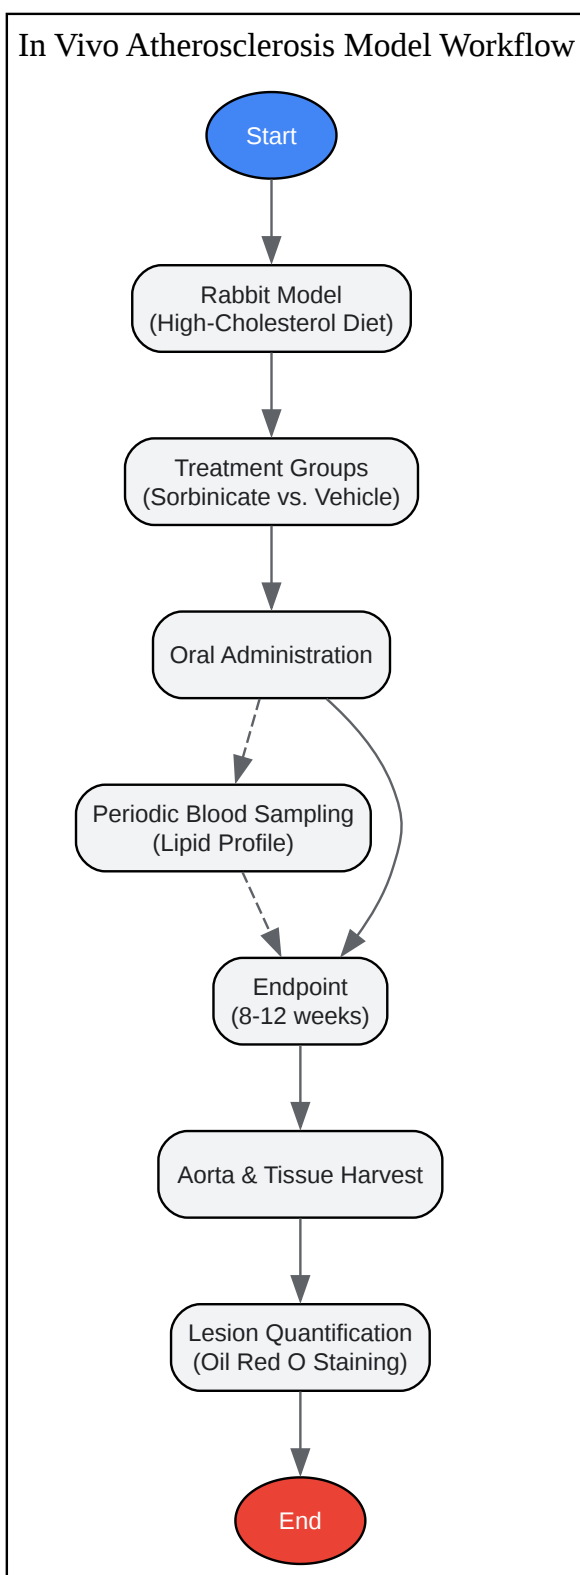 In Vivo Atherosclerosis Model Workflow
Start
Rabbit Model
(High-Cholesterol Diet)
Treatment Groups
(Sorbinicate vs. Vehicle)
Oral Administration
Periodic Blood Sampling
(Lipid Profile)
Endpoint
(8-12 weeks)
Aorta & Tissue Harvest
Lesion Quantification
(Oil Red O Staining)
End